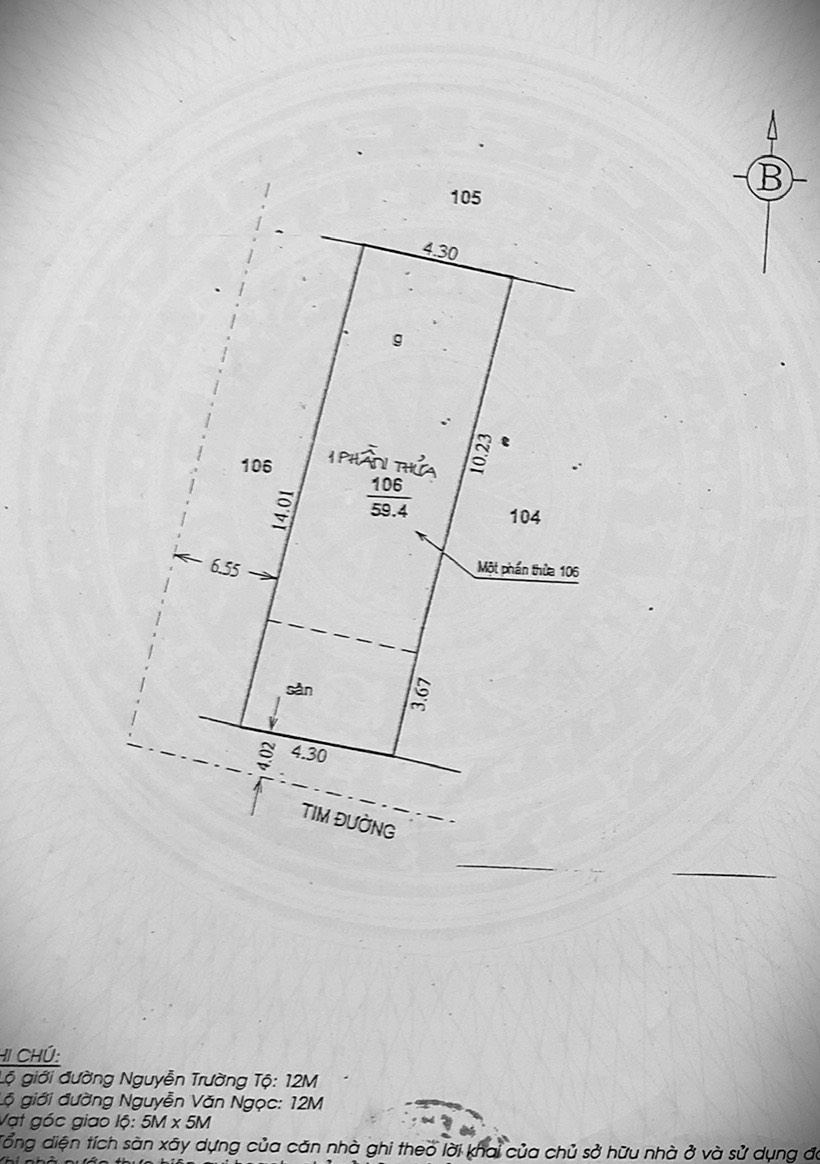 B
105
4.30
g
1 PHẦN THỬA
106
59.4
106
14.01
10.23
104
6.55
Một phần thửa 106
sân
3.67
4.02
4.30
TIM ĐƯỜNG
HI CHÚ:
Lộ giới đường Nguyễn Trường Tộ: 12M
Lộ giới đường Nguyễn Văn Ngọc: 12M
Vạt góc giao lộ: 5M x 5M
Tổng diện tích sàn xây dựng của căn nhà ghi theo lời khai của chủ sở hữu nhà ở và sử dụng đ